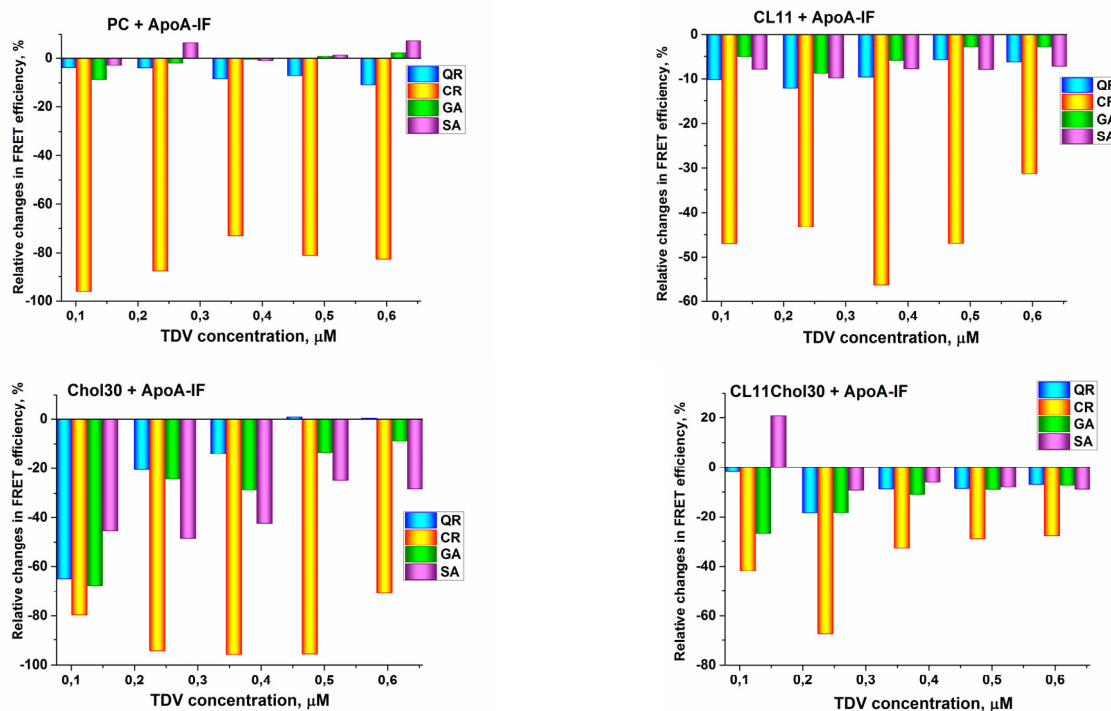 PC + ApoA-IF
Relative changes in FRET efficiency, %
0
-20
-40
-60
-80
-100
QR
CR
GA
SA
0,1 0,2 0,3 0,4 0,5 0,6
TDV concentration, μM
CL11 + ApoA-IF
Relative changes in FRET efficiency, %
0
-10
-20
-30
-40
-50
-60
QR
CR
GA
SA
0,1 0,2 0,3 0,4 0,5 0,6
TDV concentration, μM
Chol30 + ApoA-IF
Relative changes in FRET efficiency, %
0
-20
-40
-60
-80
-100
QR
CR
GA
SA
0,1 0,2 0,3 0,4 0,5 0,6
TDV concentration, μM
CL11Chol30 + ApoA-IF
Relative changes in FRET efficiency, %
20
0
-20
-40
-60
-80
QR
CR
GA
SA
0,1 0,2 0,3 0,4 0,5 0,6
TDV concentration, μM